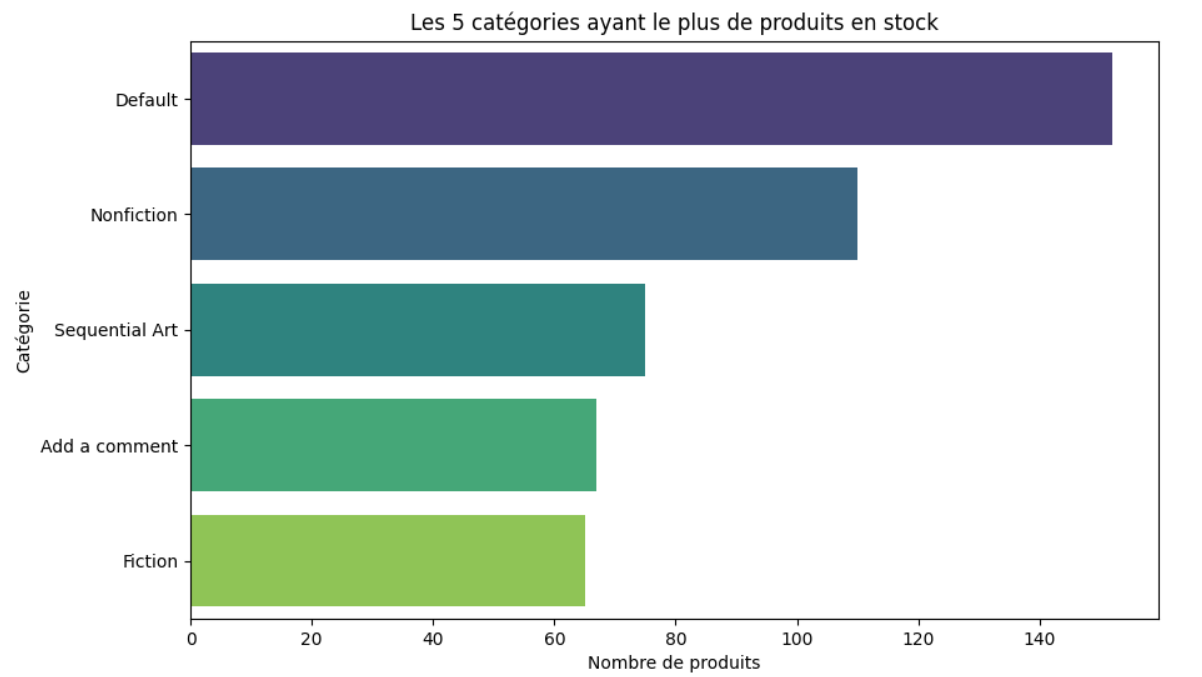 Les 5 catégories ayant le plus de produits en stock
Default
Nonfiction
Sequential Art
Add a comment
Fiction
Catégorie
0 20 40 60 80 100 120 140
Nombre de produits